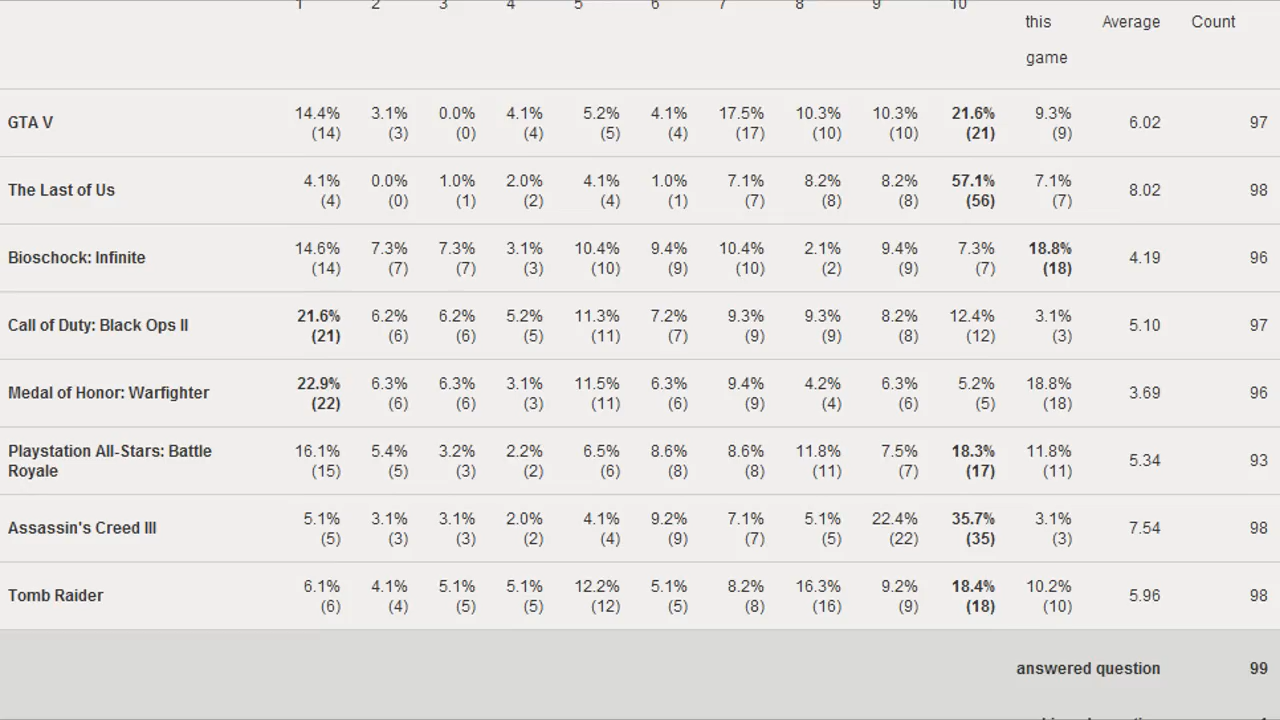 1 2 3 4 5 6 7 8 9 10
this Average Count
game
GTA V 14.4% 3.1% 0.0% 4.1% 5.2% 4.1% 17.5% 10.3% 10.3% 21.6% 9.3% 6.02 97
(14) (3) (0) (4) (5) (4) (17) (10) (10) (21) (9)
The Last of Us 4.1% 0.0% 1.0% 2.0% 4.1% 1.0% 7.1% 8.2% 8.2% 57.1% 7.1% 8.02 98
(4) (0) (1) (2) (4) (1) (7) (8) (8) (56) (7)
Bioschock: Infinite 14.6% 7.3% 7.3% 3.1% 10.4% 9.4% 10.4% 2.1% 9.4% 7.3% 18.8% 4.19 96
(14) (7) (7) (3) (10) (9) (10) (2) (9) (7) (18)
Call of Duty: Black Ops II 21.6% 6.2% 6.2% 5.2% 11.3% 7.2% 9.3% 9.3% 8.2% 12.4% 3.1% 5.10 97
(21) (6) (6) (5) (11) (7) (9) (9) (8) (12) (3)
Medal of Honor: Warfighter 22.9% 6.3% 6.3% 3.1% 11.5% 6.3% 9.4% 4.2% 6.3% 5.2% 18.8% 3.69 96
(22) (6) (6) (3) (11) (6) (9) (4) (6) (5) (18)
Playstation All-Stars: Battle 16.1% 5.4% 3.2% 2.2% 6.5% 8.6% 8.6% 11.8% 7.5% 18.3% 11.8% 5.34 93
Royale (15) (5) (3) (2) (6) (8) (8) (11) (7) (17) (11)
Assassin's Creed III 5.1% 3.1% 3.1% 2.0% 4.1% 9.2% 7.1% 5.1% 22.4% 35.7% 3.1% 7.54 98
(5) (3) (3) (2) (4) (9) (7) (5) (22) (35) (3)
Tomb Raider 6.1% 4.1% 5.1% 5.1% 12.2% 5.1% 8.2% 16.3% 9.2% 18.4% 10.2% 5.96 98
(6) (4) (5) (5) (12) (5) (8) (16) (9) (18) (10)
answered question 99